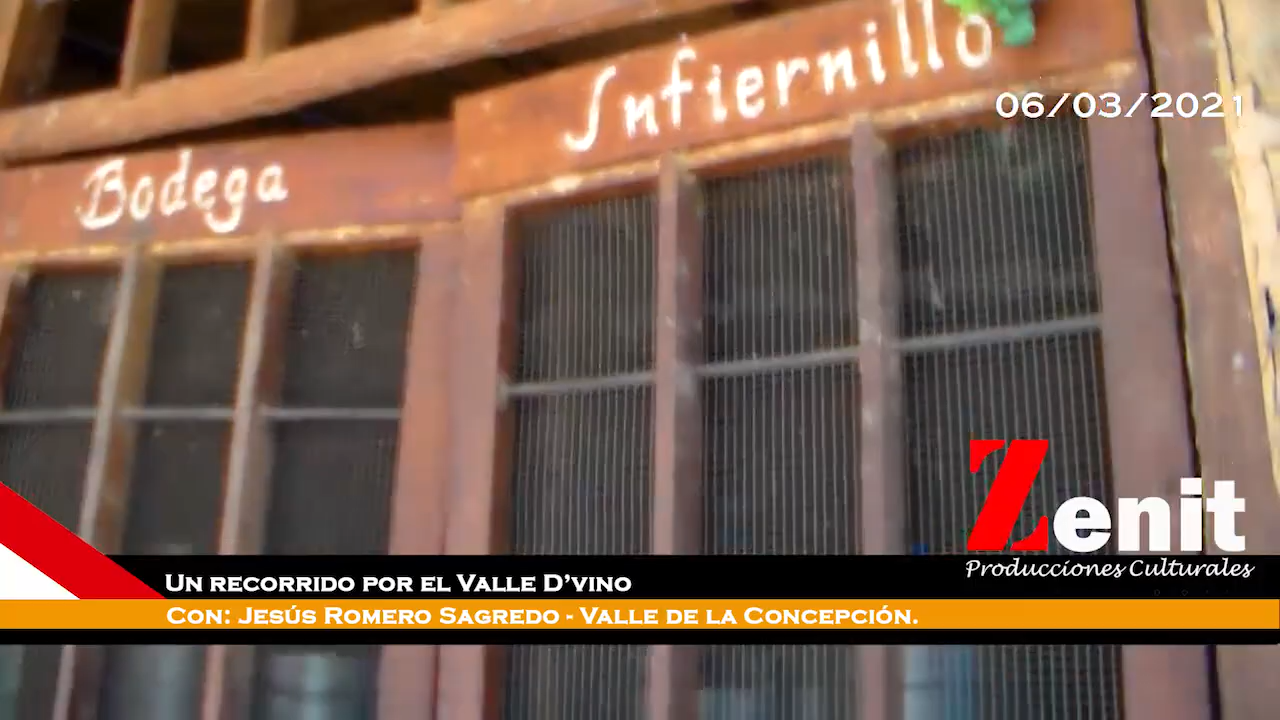 Bodega Infiernillo
06/03/2021
Zenit
Producciones Culturales
UN RECORRIDO POR EL VALLE D'VINO
CON: JESÚS ROMERO SAGREDO - VALLE DE LA CONCEPCIÓN.